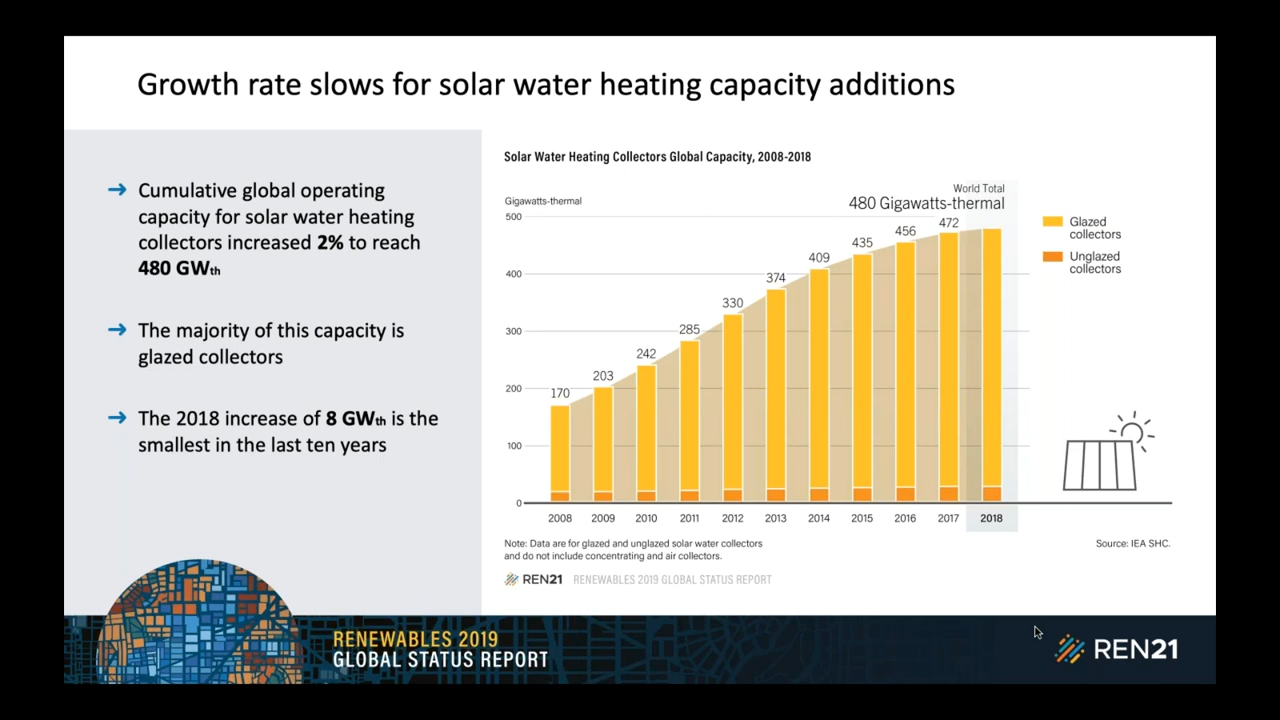 Growth rate slows for solar water heating capacity additions
→ Cumulative global operating
capacity for solar water heating
collectors increased 2% to reach
480 GWth
→ The majority of this capacity is
glazed collectors
→ The 2018 increase of 8 GWth is the
smallest in the last ten years
Solar Water Heating Collectors Global Capacity, 2008-2018
Gigawatts-thermal
World Total
480 Gigawatts-thermal
500
400
300
200
100
0
170
203
242
285
330
374
409
435
456
472
2008 2009 2010 2011 2012 2013 2014 2015 2016 2017 2018
Glazed
collectors
Unglazed
collectors
Note: Data are for glazed and unglazed solar water collectors
and do not include concentrating and air collectors.
Source: IEA SHC.
REN21 RENEWABLES 2019 GLOBAL STATUS REPORT
RENEWABLES 2019
GLOBAL STATUS REPORT
REN21